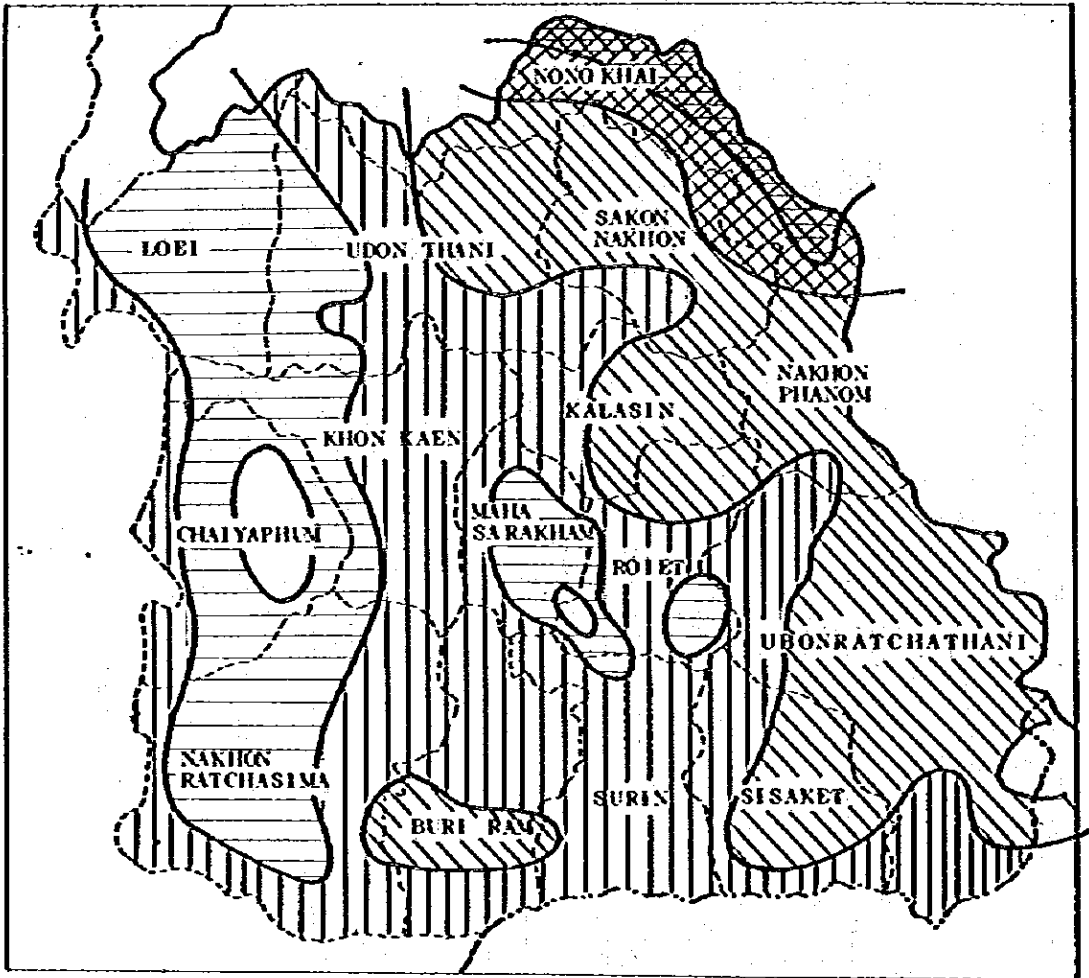 NONO KHAI
SAKON
NAKHON
LOEI
UDON THANI
NAKHON
PHANOM
KALASIN
KHON KAEN
MAHA
SARAKHAM
CHAIYAPHUM
ROI ET
UBONRATCHATHANI
NAKHON
RATCHASIMA
SURIN
SISAKET
BURI RAM